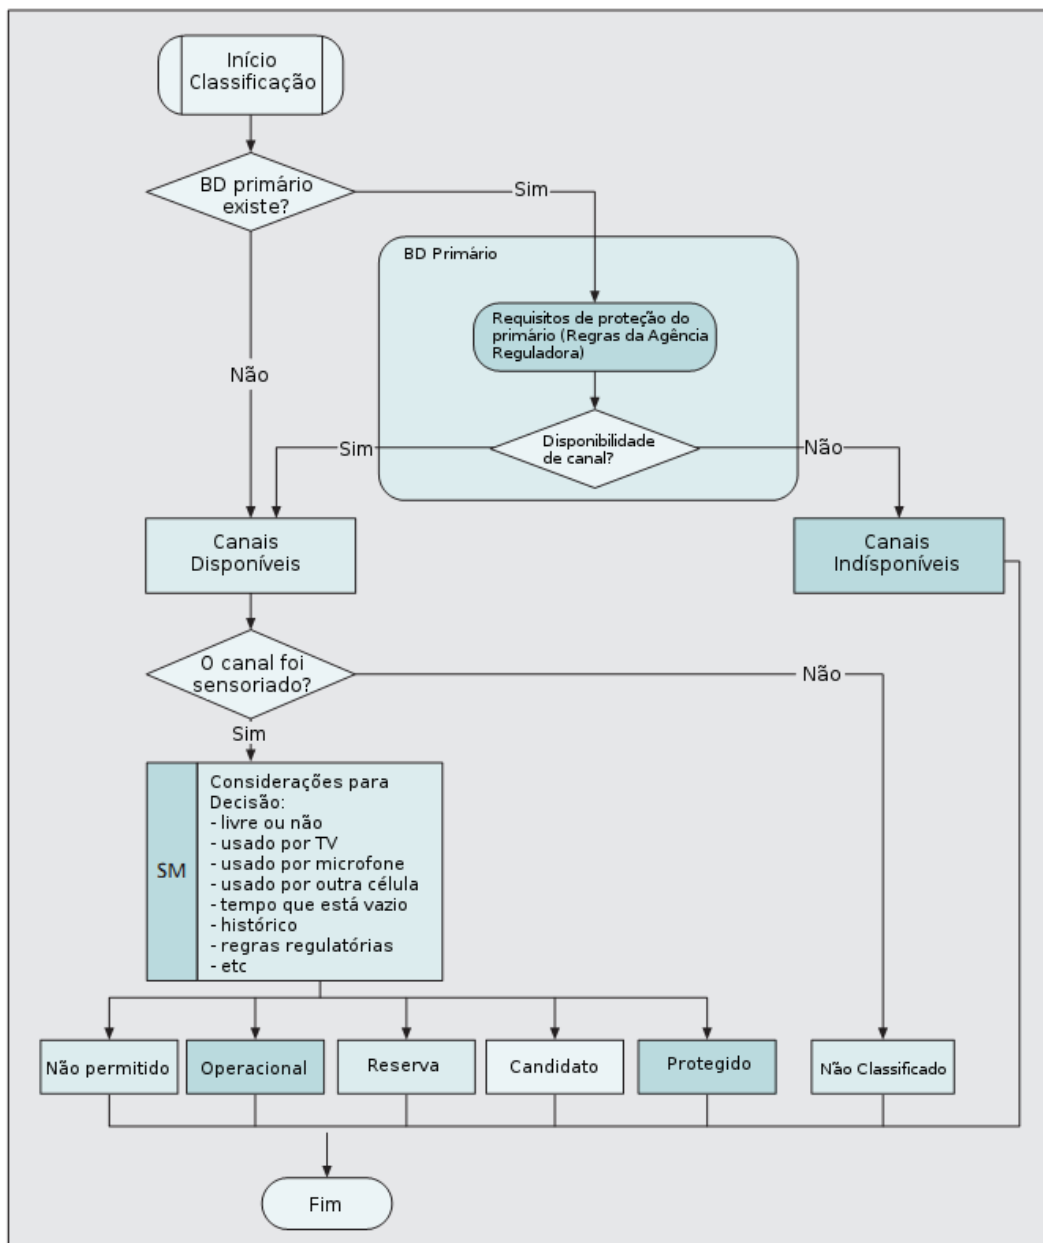 Início
Classificação
BD primário
existe?
Sim
BD Primário
Requisitos de proteção do
primário (Regras da Agência
Reguladora)
Não
Disponibilidade
de canal?
Sim
Não
Canais
Disponíveis
Canais
Indísponíveis
O canal foi
sensoriado?
Não
Sim
SM
Considerações para
Decisão:
- livre ou não
- usado por TV
- usado por microfone
- usado por outra célula
- tempo que está vazio
- histórico
- regras regulatórias
- etc
Não permitido
Operacional
Reserva
Candidato
Protegido
Não Classificado
Fim